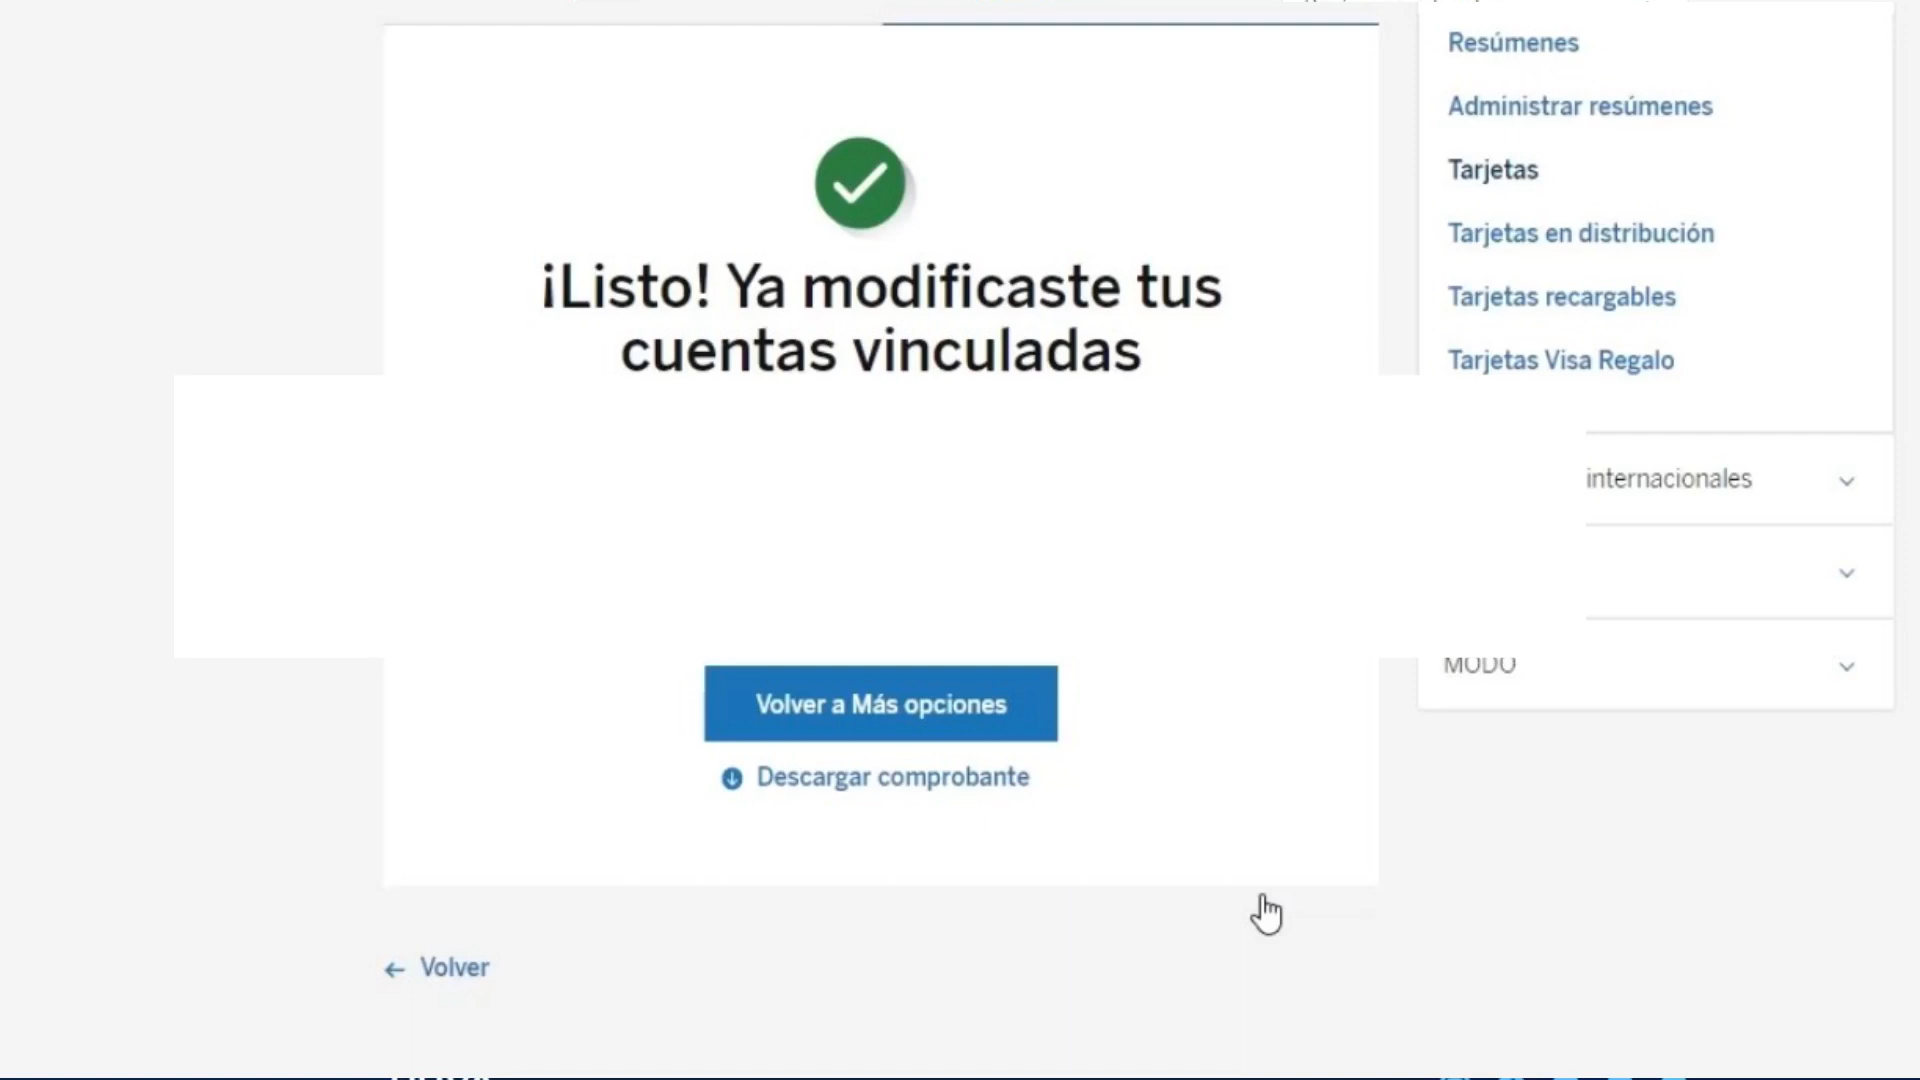 ¡Listo! Ya modificaste tus
cuentas vinculadas
Volver a Más opciones
Descargar comprobante
Volver
Resúmenes
Administrar resúmenes
Tarjetas
Tarjetas en distribución
Tarjetas recargables
Tarjetas Visa Regalo
internacionales
MODO